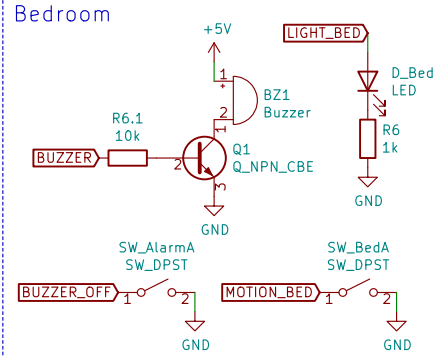 Bedroom
+5V
LIGHT_BED
1
+
2
BZ1
Buzzer
D_Bed
LED
R6.1
10k
R6
1k
BUZZER
1
2
3
Q1
Q_NPN_CBE
GND
GND
SW_AlarmA
SW_DPST
BUZZER_OFF
1
2
GND
SW_BedA
SW_DPST
MOTION_BED
1
2
GND